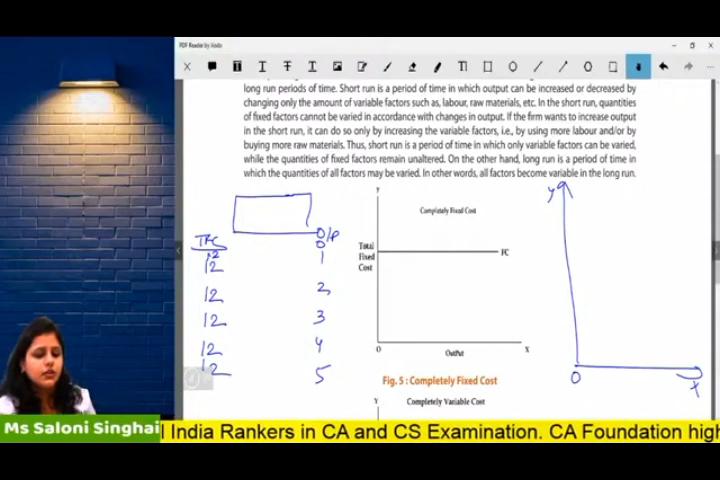 PDF Reader by Xodo
long run periods of time. Short run is a period of time in which output can be increased or decreased by
changing only the amount of variable factors such as, labour, raw materials, etc. In the short run, quantities
of fixed factors cannot be varied in accordance with changes in output. If the firm wants to increase output
in the short run, it can do so only by increasing the variable factors, i.e., by using more labour and/or by
buying more raw materials. Thus, short run is a period of time in which only variable factors can be varied,
while the quantities of fixed factors remain unaltered. On the other hand, long run is a period of time in
which the quantities of all factors may be varied. In other words, all factors become variable in the long run.
Y
Completely Fixed Cost
Total
Fixed
Cost
FC
O
Output
X
TFC O/P
12 0
12 1
12 2
12 3
12 4
12 5
y
O
x
Fig. 5 : Completely Fixed Cost
Y
Completely Variable Cost
Ms Saloni Singhai
India Rankers in CA and CS Examination. CA Foundation high